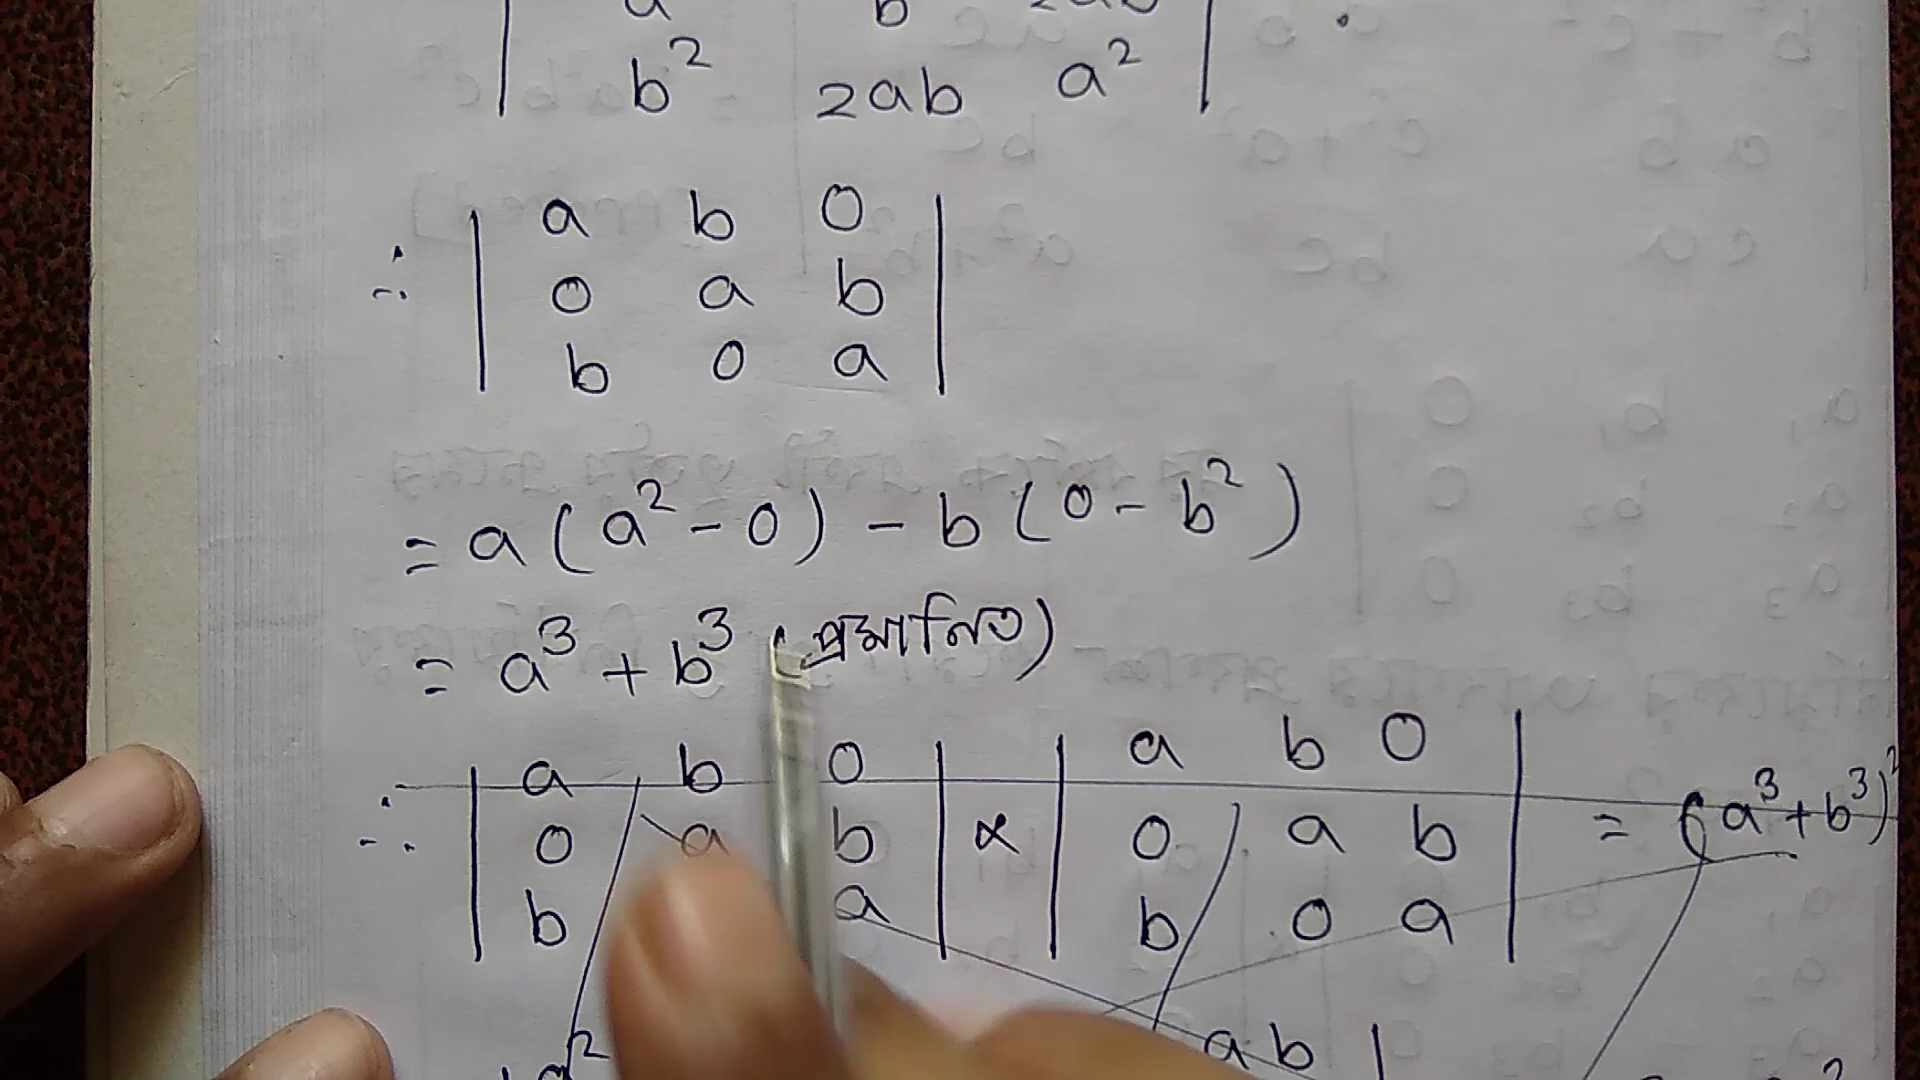 b² 2ab a²
∴ | a b 0 |
| 0 a b |
| b 0 a |
= a ( a² - 0 ) - b ( 0 - b² )
= a³ + b³ (প্রমানিত)
∴ | a b 0 | | a b 0 |
| 0 a b | × | 0 a b | = (a³+b³)²
| b a | | b 0 a |
ab |